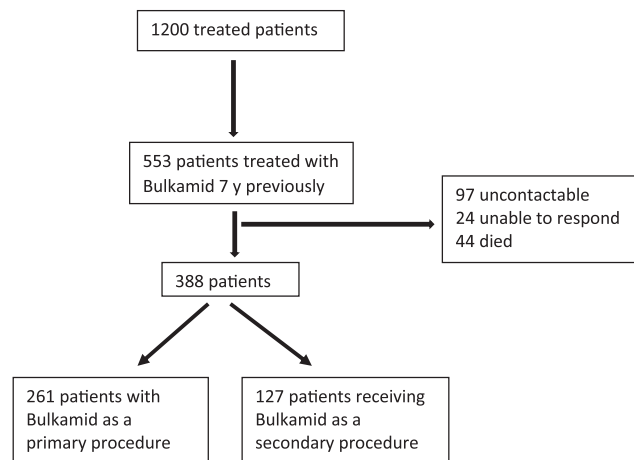 1200 treated patients
553 patients treated with
Bulkamid 7 y previously
97 uncontactable
24 unable to respond
44 died
388 patients
261 patients with
Bulkamid as a
primary procedure
127 patients receiving
Bulkamid as a
secondary procedure